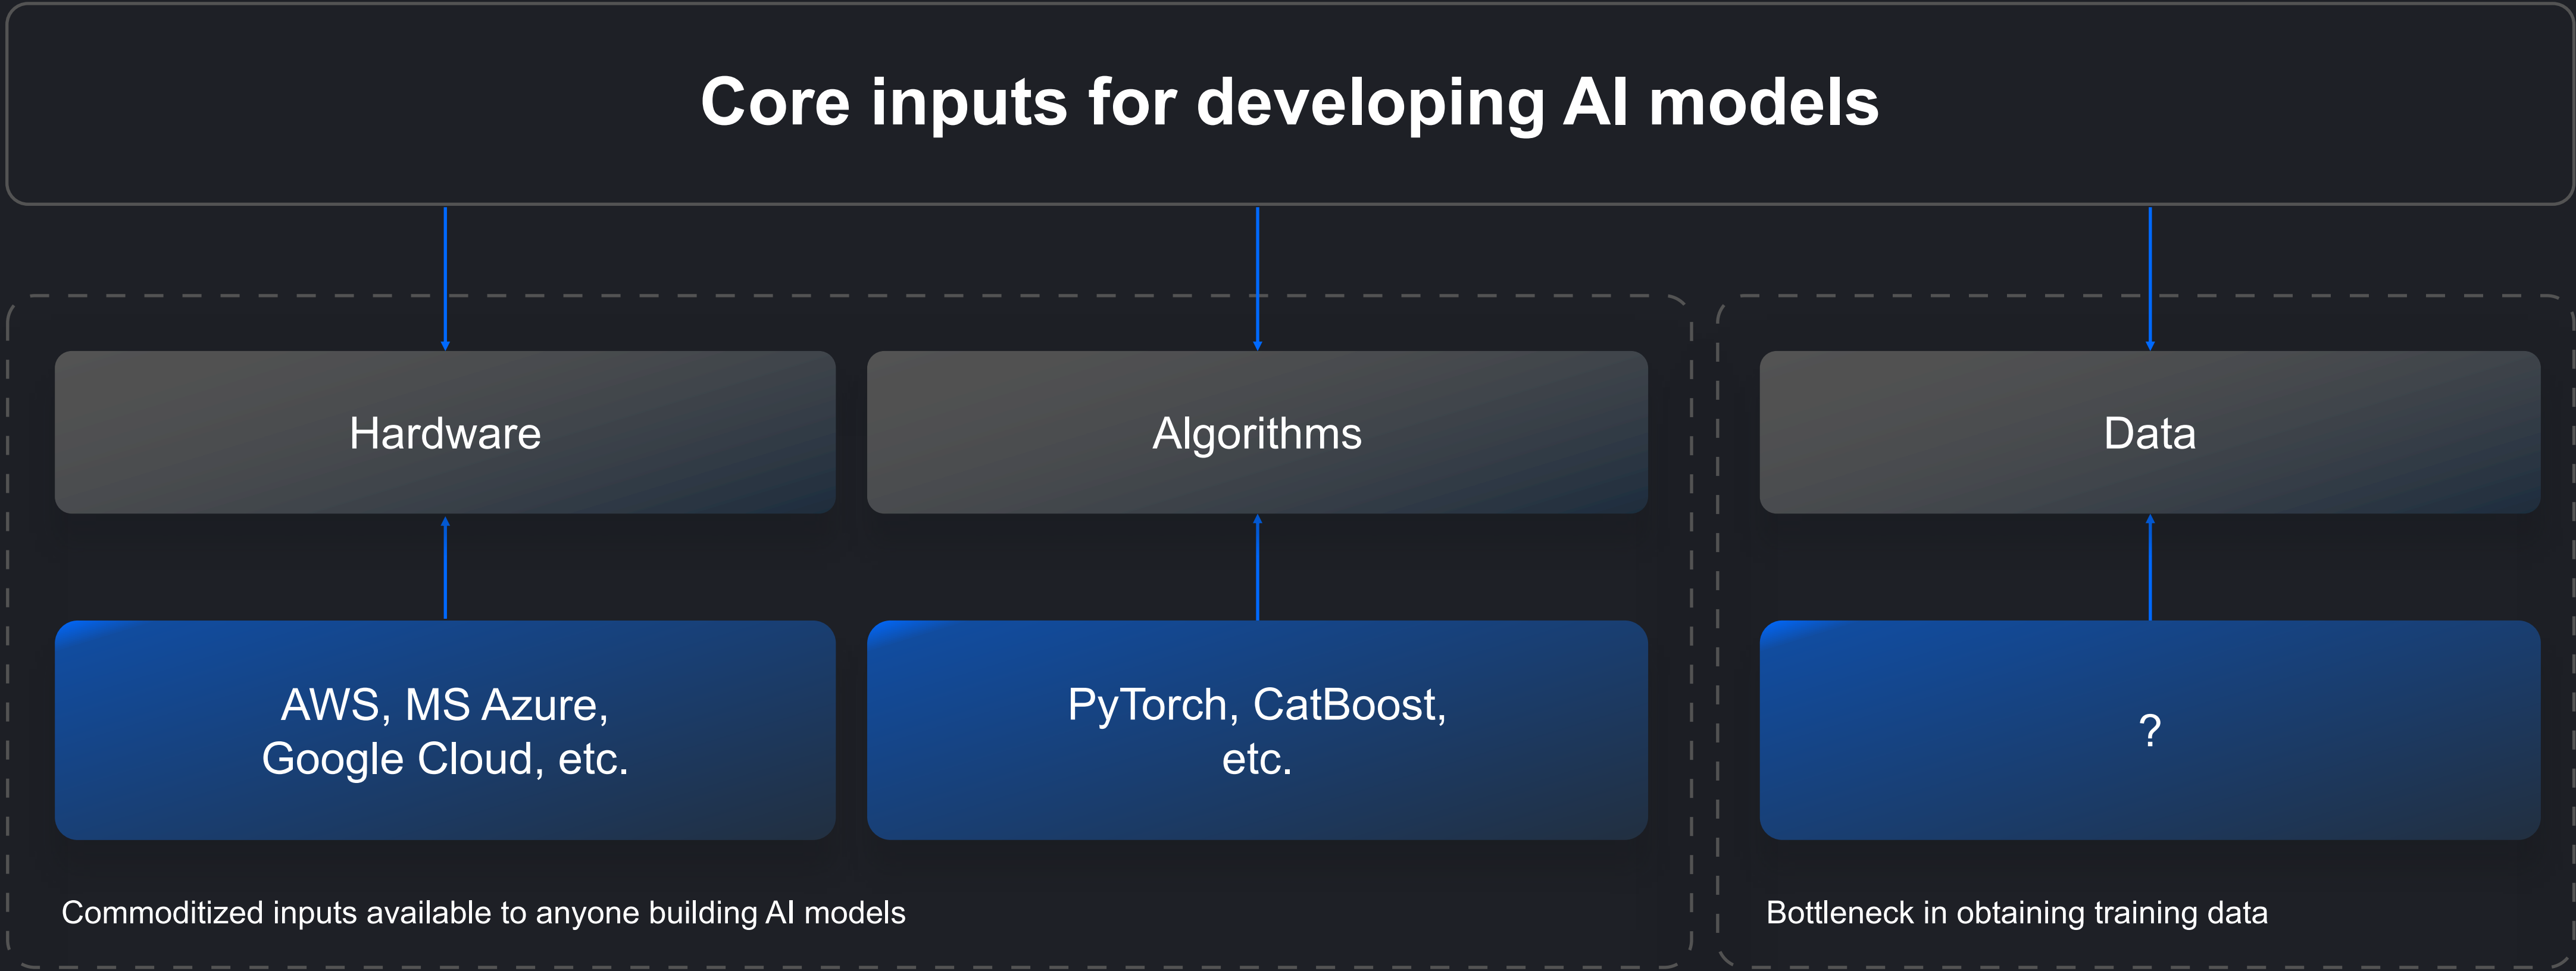 Core inputs for developing AI models
Hardware
Algorithms
Data
AWS, MS Azure,
Google Cloud, etc.
PyTorch, CatBoost,
etc.
?
Commoditized inputs available to anyone building AI models
Bottleneck in obtaining training data